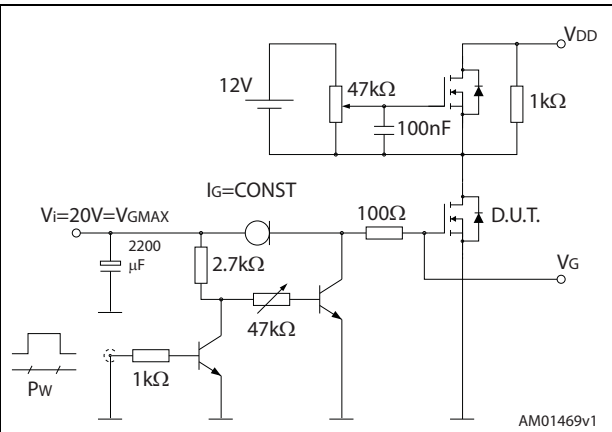 VDD
12V
47kΩ
1kΩ
100nF
IG=CONST
Vi=20V=VGMAX
100Ω
D.U.T.
2200
μF
2.7kΩ
VG
47kΩ
1kΩ
PW
AM01469v1